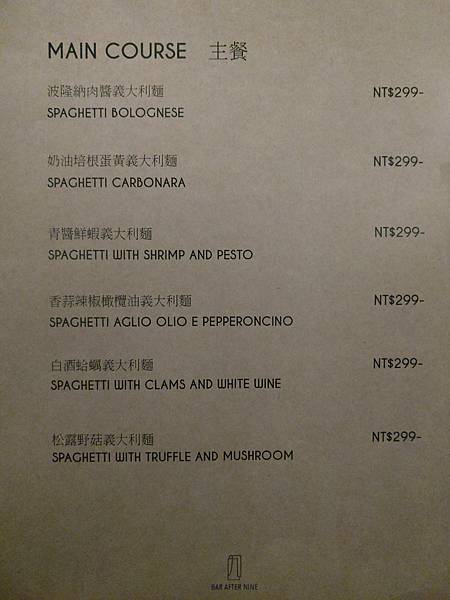 MAIN COURSE 主餐
波隆納肉醬義大利麵 NT$299-
SPAGHETTI BOLOGNESE
奶油培根蛋黃義大利麵 NT$299-
SPAGHETTI CARBONARA
青醬鮮蝦義大利麵 NT$299-
SPAGHETTI WITH SHRIMP AND PESTO
香蒜辣椒橄欖油義大利麵 NT$299-
SPAGHETTI AGLIO OLIO E PEPPERONCINO
白酒蛤蠣義大利麵 NT$299-
SPAGHETTI WITH CLAMS AND WHITE WINE
松露野菇義大利麵 NT$299-
SPAGHETTI WITH TRUFFLE AND MUSHROOM
BAR AFTER NINE